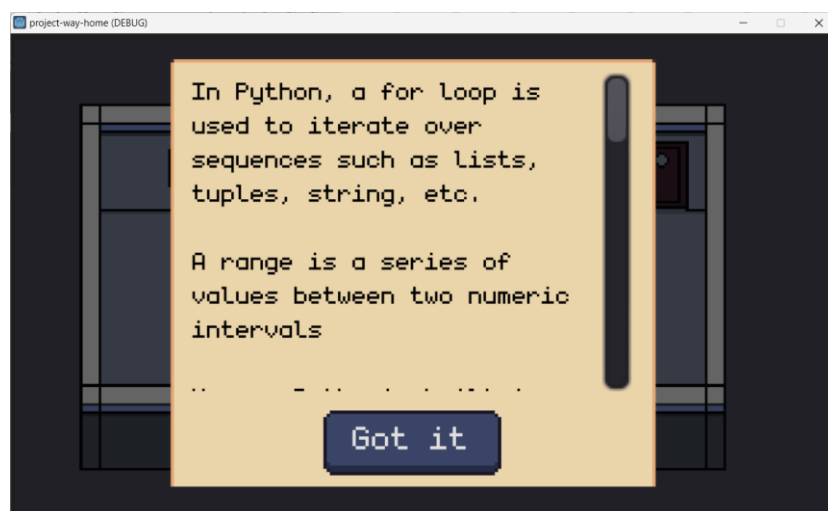 project-way-home (DEBUG)
In Python, a for loop is
used to iterate over
sequences such as lists,
tuples, string, etc.
A range is a series of
values between two numeric
intervals
Got it